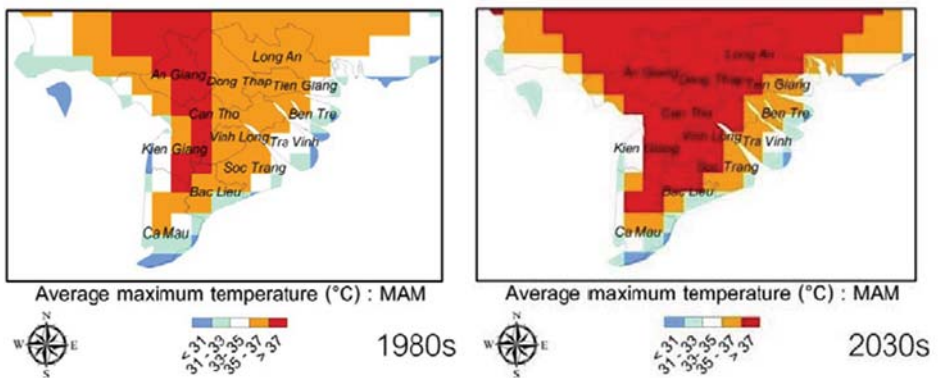 Long An
An Giang
Dong Thap
Tien Giang
Can Tho
Ben Tre
Vinh Long
Kien Giang
Tra Vinh
Soc Trang
Bac Lieu
Ca Mau
Average maximum temperature (°C) : MAM
N
W E
S
< 31
31 - 33
33 - 35
35 - 37
> 37
1980s
Long An
An Giang
Dong Thap
Tien Giang
Can Tho
Ben Tre
Vinh Long
Kien Giang
Tra Vinh
Soc Trang
Bac Lieu
Ca Mau
Average maximum temperature (°C) : MAM
N
W E
S
< 31
31 - 33
33 - 35
35 - 37
> 37
2030s